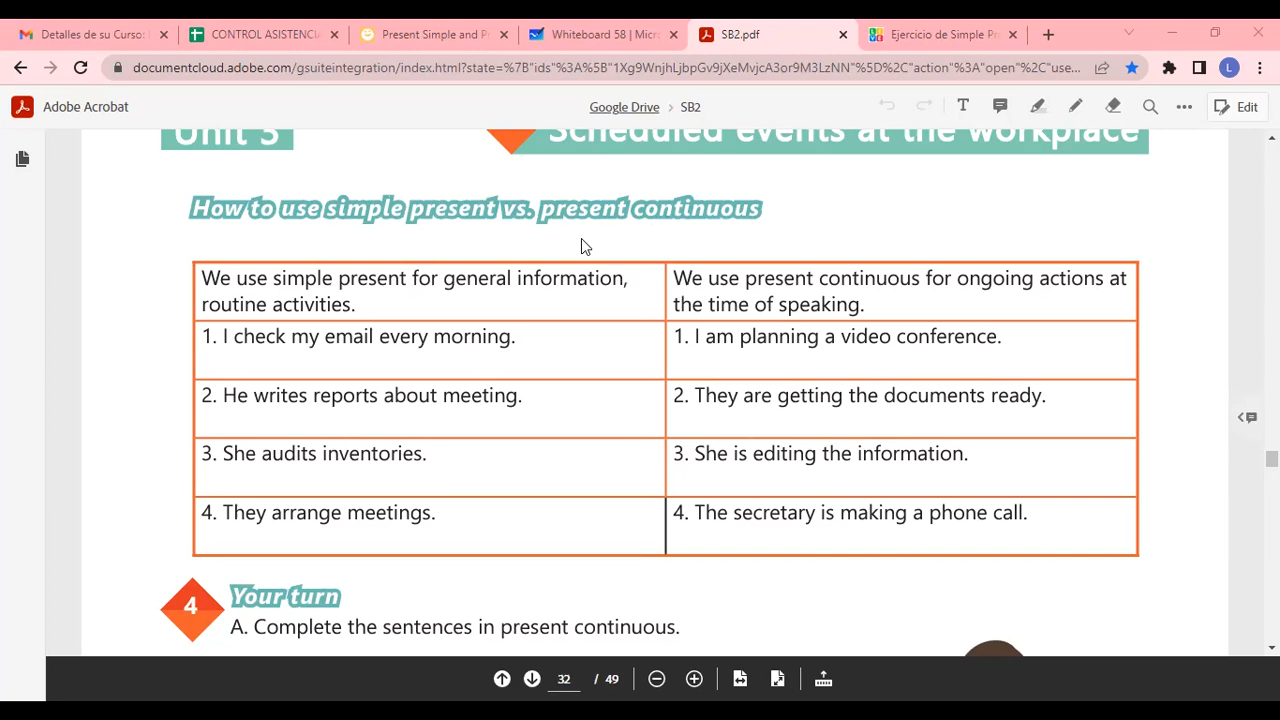 Detalles de su Curso:
CONTROL ASISTENCIA
Present Simple and P
Whiteboard 58 | Micr
SB2.pdf
Ejercicio de Simple Pr
documentcloud.adobe.com/gsuiteintegration/index.html?state=%7B"ids"%3A%5B"1Xg9WnjhLjbpGv9jXeMvjcA3or9M3LzNN"%5D%2C"action"%3A"open"%2C"use...
L
Adobe Acrobat
Google Drive > SB2
Edit
Unit 3
Scheduled events at the workplace
How to use simple present vs. present continuous
We use simple present for general information,
routine activities.
We use present continuous for ongoing actions at
the time of speaking.
1. I check my email every morning.
1. I am planning a video conference.
2. He writes reports about meeting.
2. They are getting the documents ready.
3. She audits inventories.
3. She is editing the information.
4. They arrange meetings.
4. The secretary is making a phone call.
4
Your turn
A. Complete the sentences in present continuous.
32 / 49